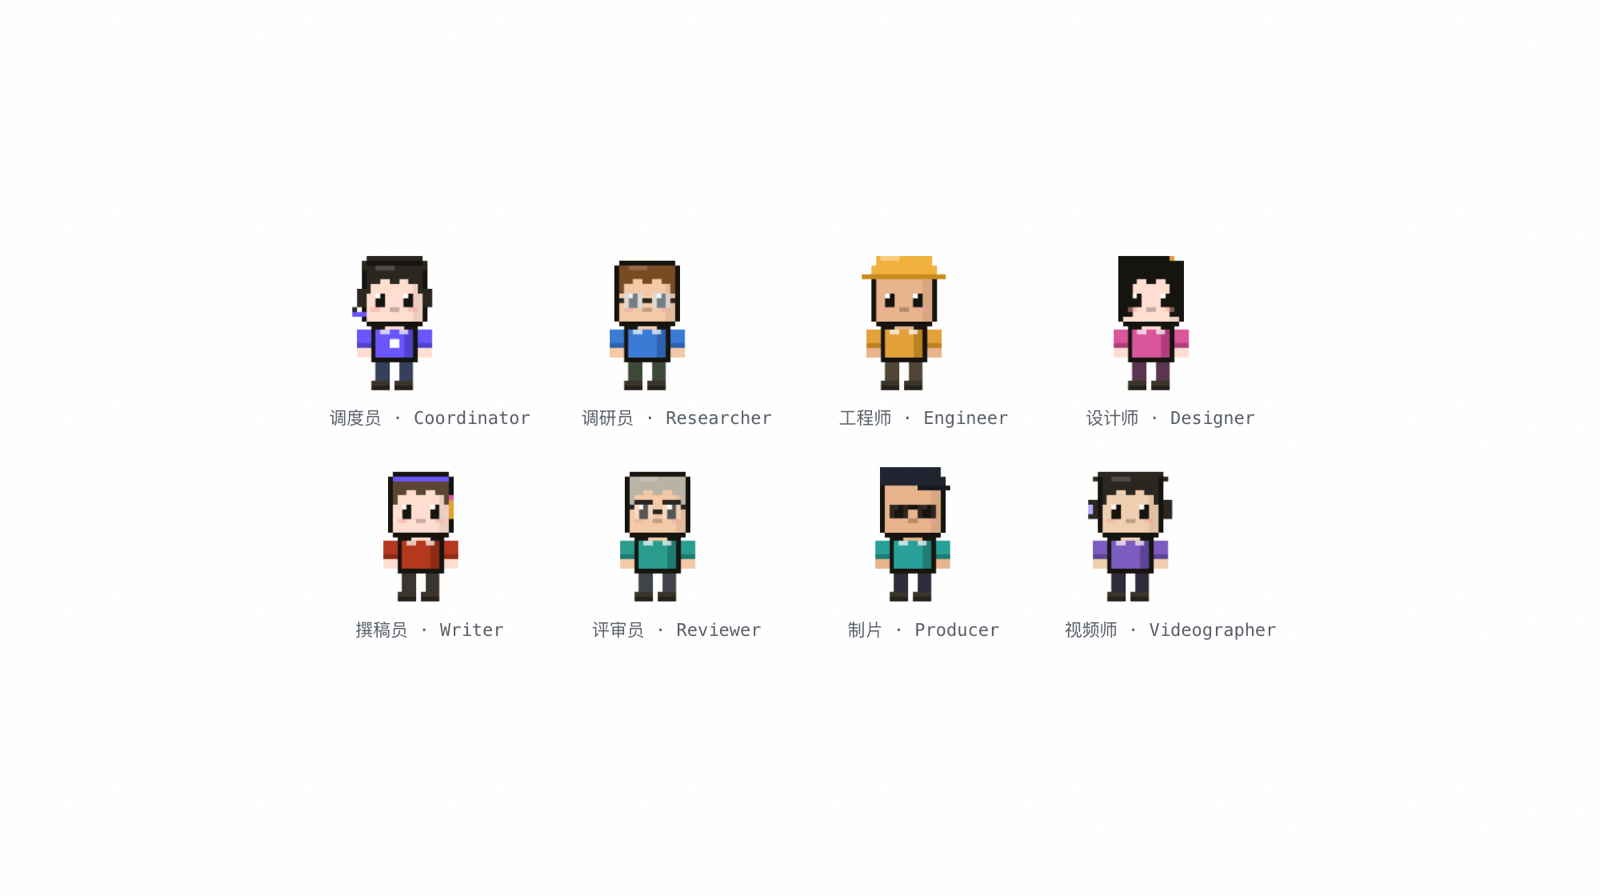 调度员 · Coordinator
调研员 · Researcher
工程师 · Engineer
设计师 · Designer
撰稿员 · Writer
评审员 · Reviewer
制片 · Producer
视频师 · Videographer